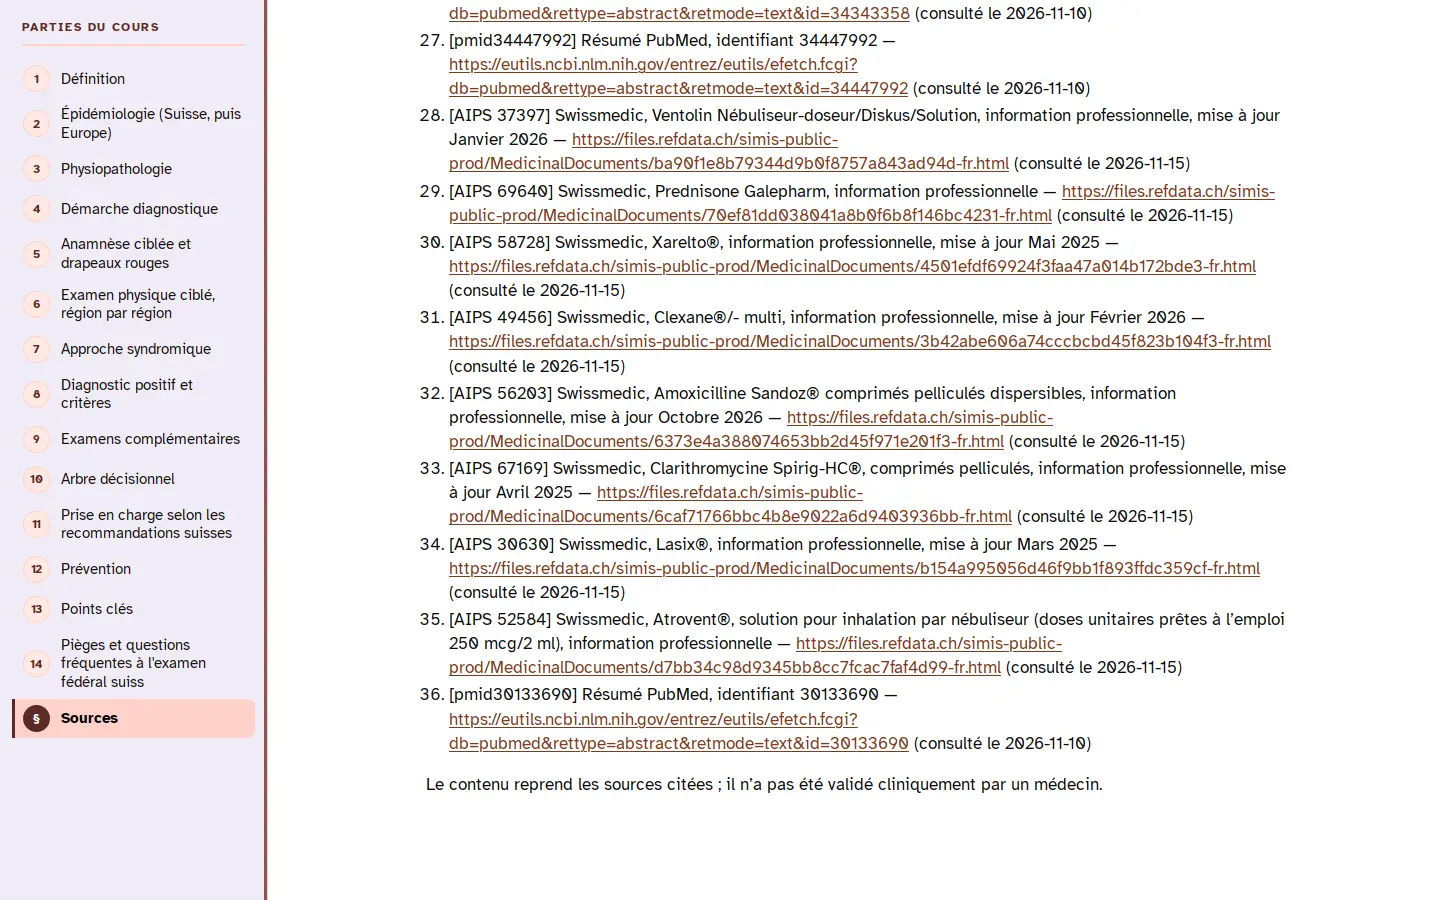 PARTIES DU COURS
1 Définition
2 Épidémiologie (Suisse, puis
Europe)
3 Physiopathologie
4 Démarche diagnostique
5 Anamnèse ciblée et
drapeaux rouges
6 Examen physique ciblé,
région par région
7 Approche syndromique
8 Diagnostic positif et
critères
9 Examens complémentaires
10 Arbre décisionnel
11 Prise en charge selon les
recommandations suisses
12 Prévention
13 Points clés
14 Pièges et questions
fréquentes à l'examen
fédéral suiss
§ Sources
db=pubmed&rettype=abstract&retmode=text&id=34343358 (consulté le 2026-11-10)
27. [pmid34447992] Résumé PubMed, identifiant 34447992 —
https://eutils.ncbi.nlm.nih.gov/entrez/eutils/efetch.fcgi?
db=pubmed&rettype=abstract&retmode=text&id=34447992 (consulté le 2026-11-10)
28. [AIPS 37397] Swissmedic, Ventolin Nébuliseur-doseur/Diskus/Solution, information professionnelle, mise à jour
Janvier 2026 — https://files.refdata.ch/simis-public-
prod/MedicinalDocuments/ba90f1e8b79344d9b0f8757a843ad94d-fr.html (consulté le 2026-11-15)
29. [AIPS 69640] Swissmedic, Prednisone Galepharm, information professionnelle — https://files.refdata.ch/simis-
public-prod/MedicinalDocuments/70ef81dd038041a8b0f6b8f146bc4231-fr.html (consulté le 2026-11-15)
30. [AIPS 58728] Swissmedic, Xarelto®, information professionnelle, mise à jour Mai 2025 —
https://files.refdata.ch/simis-public-prod/MedicinalDocuments/4501efdf69924f3faa47a014b172bde3-fr.html
(consulté le 2026-11-15)
31. [AIPS 49456] Swissmedic, Clexane®/- multi, information professionnelle, mise à jour Février 2026 —
https://files.refdata.ch/simis-public-prod/MedicinalDocuments/3b42abe606a74cccbcbd45f823b104f3-fr.html
(consulté le 2026-11-15)
32. [AIPS 56203] Swissmedic, Amoxicilline Sandoz® comprimés pelliculés dispersibles, information
professionnelle, mise à jour Octobre 2026 — https://files.refdata.ch/simis-public-
prod/MedicinalDocuments/6373e4a388074653bb2d45f971e201f3-fr.html (consulté le 2026-11-15)
33. [AIPS 67169] Swissmedic, Clarithromycine Spirig-HC®, comprimés pelliculés, information professionnelle, mise
à jour Avril 2025 — https://files.refdata.ch/simis-public-
prod/MedicinalDocuments/6caf71766bbc4b8e9022a6d9403936bb-fr.html (consulté le 2026-11-15)
34. [AIPS 30630] Swissmedic, Lasix®, information professionnelle, mise à jour Mars 2025 —
https://files.refdata.ch/simis-public-prod/MedicinalDocuments/b154a995056d46f9bb1f893ffdc359cf-fr.html
(consulté le 2026-11-15)
35. [AIPS 52584] Swissmedic, Atrovent®, solution pour inhalation par nébuliseur (doses unitaires prêtes à l’emploi
250 mcg/2 ml), information professionnelle — https://files.refdata.ch/simis-public-
prod/MedicinalDocuments/d7bb34c98d9345bb8cc7fcac7faf4d99-fr.html (consulté le 2026-11-15)
36. [pmid30133690] Résumé PubMed, identifiant 30133690 —
https://eutils.ncbi.nlm.nih.gov/entrez/eutils/efetch.fcgi?
db=pubmed&rettype=abstract&retmode=text&id=30133690 (consulté le 2026-11-10)
Le contenu reprend les sources citées ; il n’a pas été validé cliniquement par un médecin.